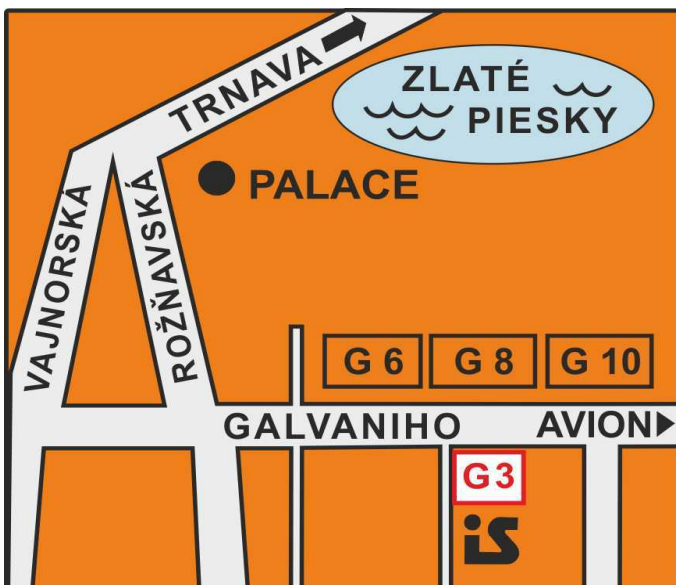 TRNAVA
ZLATÉ
PIESKY
PALACE
VAJNORSKÁ
ROŽŇAVSKÁ
G 6
G 8
G 10
GALVANIHO
AVION
G3
is